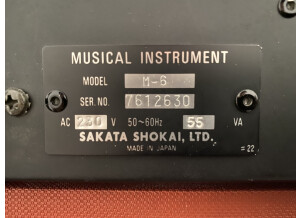 MUSICAL INSTRUMENT
MODEL M-6
SER. NO. 7612630
AC 230 V 50~60Hz 55 VA
SAKATA SHOKAI, LTD.
MADE IN JAPAN =22